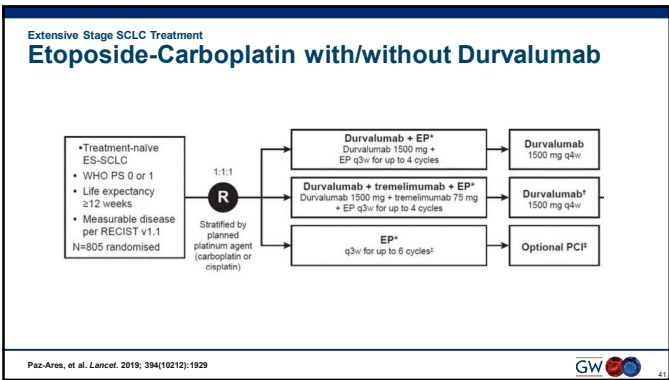 Extensive Stage SCLC Treatment
Etoposide-Carboplatin with/without Durvalumab
•Treatment-naïve
ES-SCLC
• WHO PS 0 or 1
• Life expectancy
≥12 weeks
• Measurable disease
per RECIST v1.1
N=805 randomised
1:1:1
R
Stratified by
planned
platinum agent
(carboplatin or
cisplatin)
Durvalumab + EP*
Durvalumab 1500 mg +
EP q3w for up to 4 cycles
Durvalumab
1500 mg q4w
Durvalumab + tremelimumab + EP*
Durvalumab 1500 mg + tremelimumab 75 mg
+ EP q3w for up to 4 cycles
Durvalumab†
1500 mg q4w
EP*
q3w for up to 6 cycles‡
Optional PCI‡
Paz-Ares, et al. Lancet. 2019; 394(10212):1929
GW
41